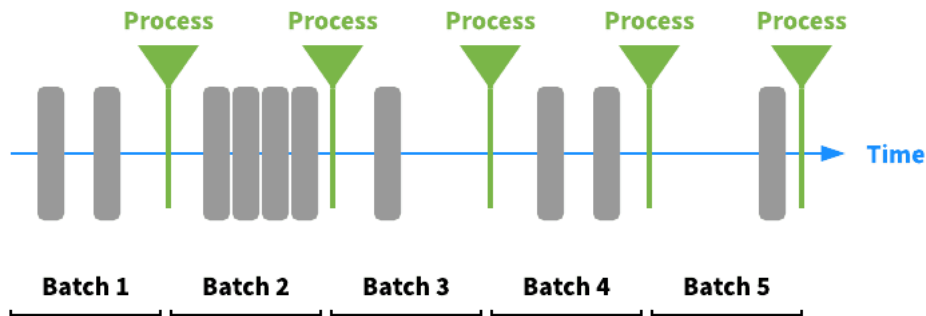 Process Process Process Process Process
Time
Batch 1 Batch 2 Batch 3 Batch 4 Batch 5